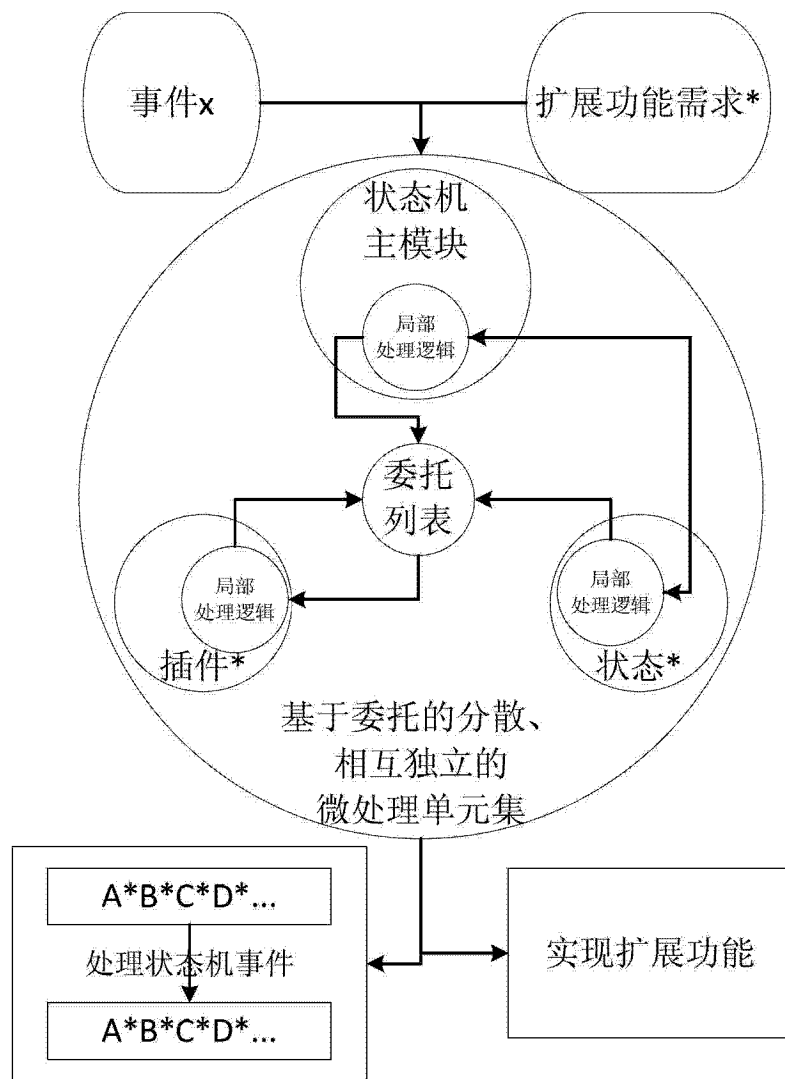 事件x
扩展功能需求*
状态机
主模块
局部
处理逻辑
委托
列表
局部
处理逻辑
插件*
局部
处理逻辑
状态*
基于委托的分散、
相互独立的
微处理单元集
A*B*C*D*...
处理状态机事件
A*B*C*D*...
实现扩展功能